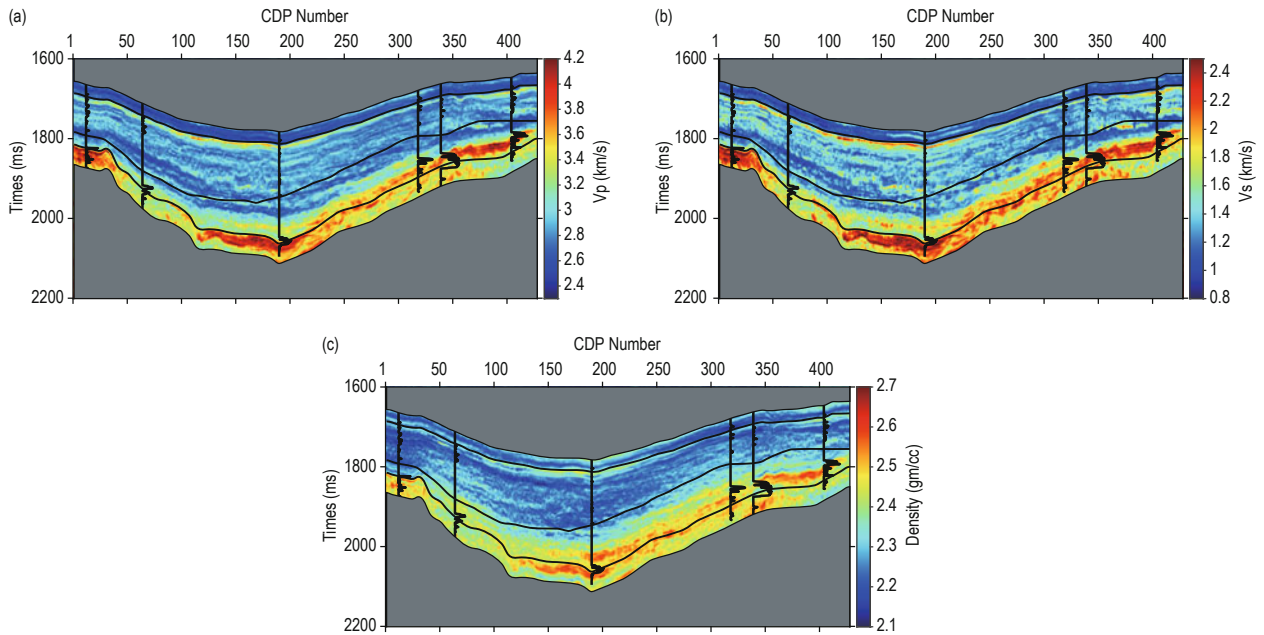 (a)
CDP Number
1 50 100 150 200 250 300 350 400
1600
1800
2000
2200
Times (ms)
4.2
4
3.8
3.6
3.4
3.2
3
2.8
2.6
2.4
Vp (km/s)
(b)
CDP Number
1 50 100 150 200 250 300 350 400
1600
1800
2000
2200
Times (ms)
2.4
2.2
2
1.8
1.6
1.4
1.2
1
0.8
Vs (km/s)
(c)
CDP Number
1 50 100 150 200 250 300 350 400
1600
1800
2000
2200
Times (ms)
2.7
2.6
2.5
2.4
2.3
2.2
2.1
Density (gm/cc)